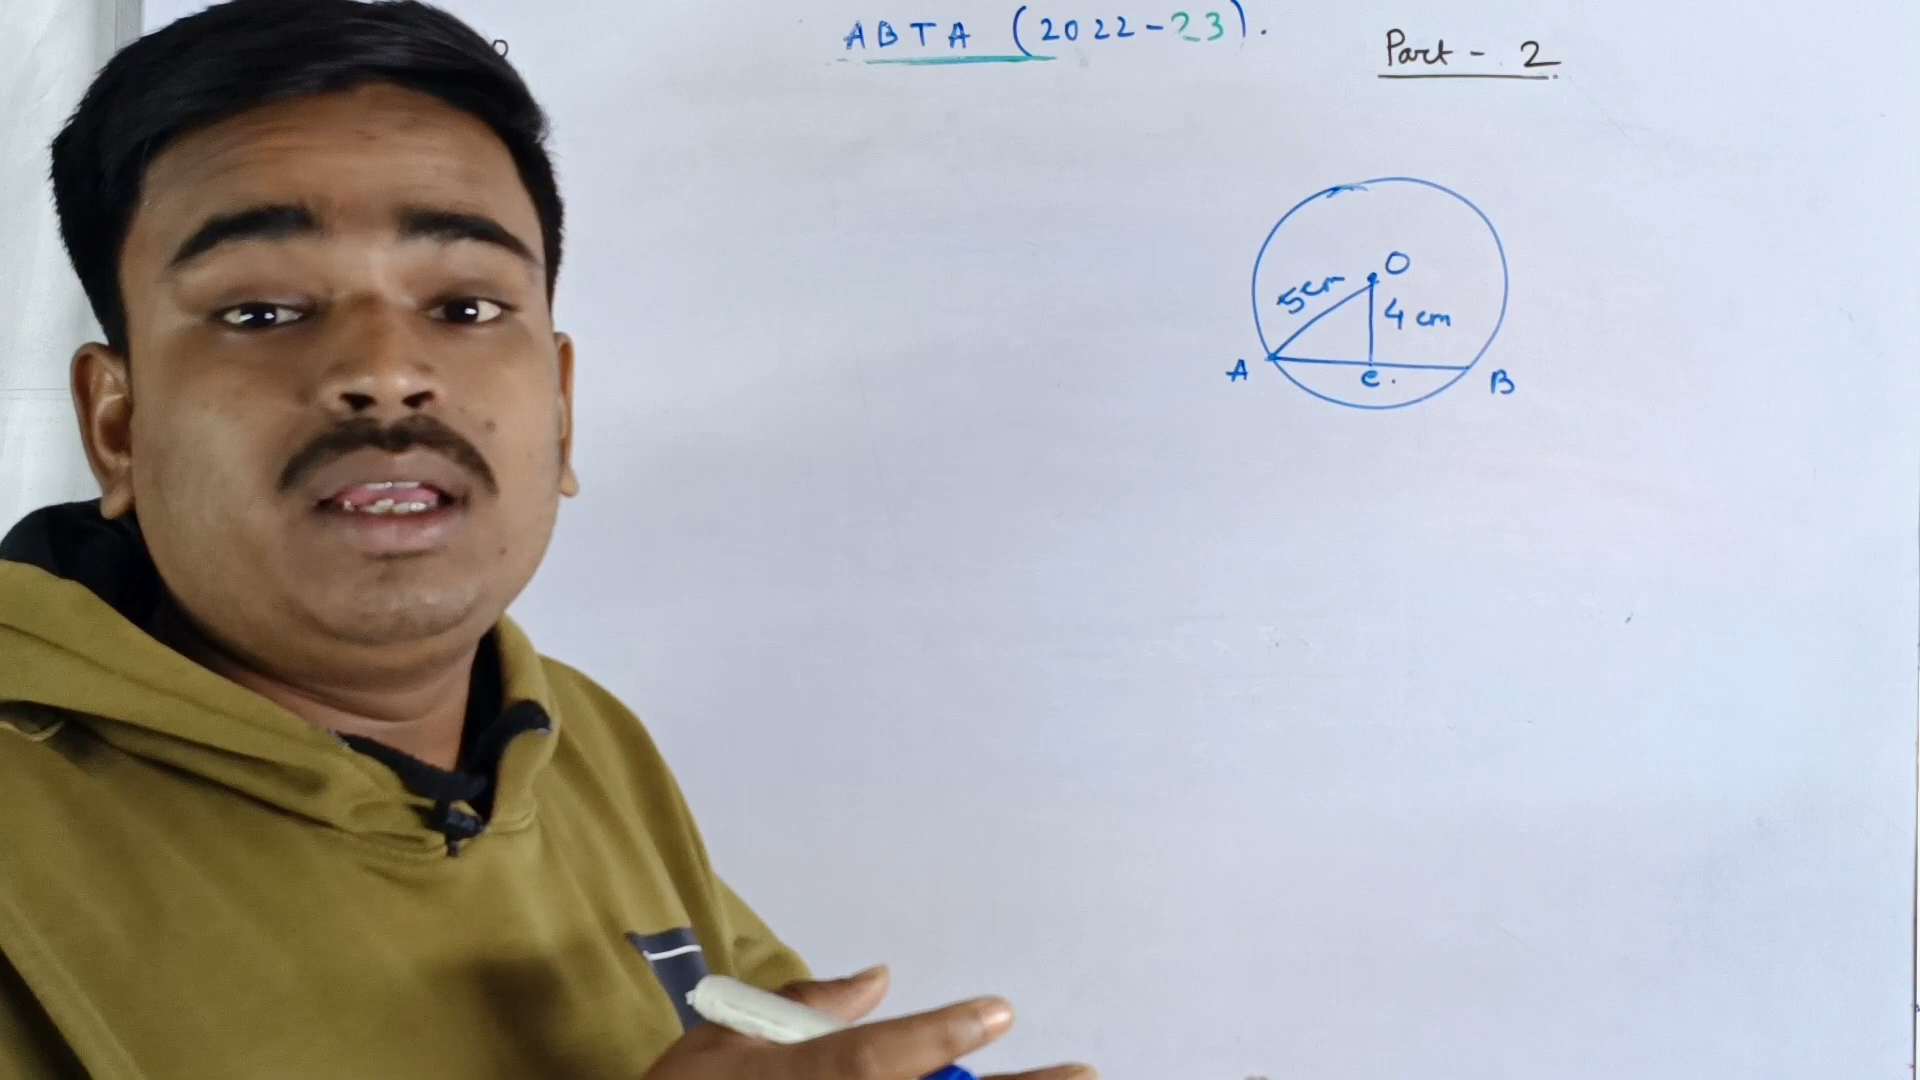 ABTA (2022-23).
Part - 2
O
5cm
4 cm
A
c.
B